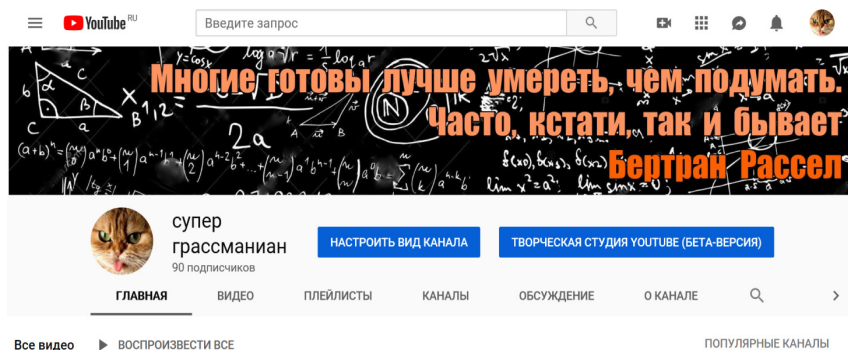 YouTube RU
Введите запрос
Многие готовы лучше умереть, чем подумать.
Часто, кстати, так и бывает
Бертран Рассел
супер
грассманиан
90 подписчиков
НАСТРОИТЬ ВИД КАНАЛА
ТВОРЧЕСКАЯ СТУДИЯ YOUTUBE (БЕТА-ВЕРСИЯ)
ГЛАВНАЯ ВИДЕО ПЛЕЙЛИСТЫ КАНАЛЫ ОБСУЖДЕНИЕ О КАНАЛЕ
Все видео ВОСПРОИЗВЕСТИ ВСЕ ПОПУЛЯРНЫЕ КАНАЛЫ